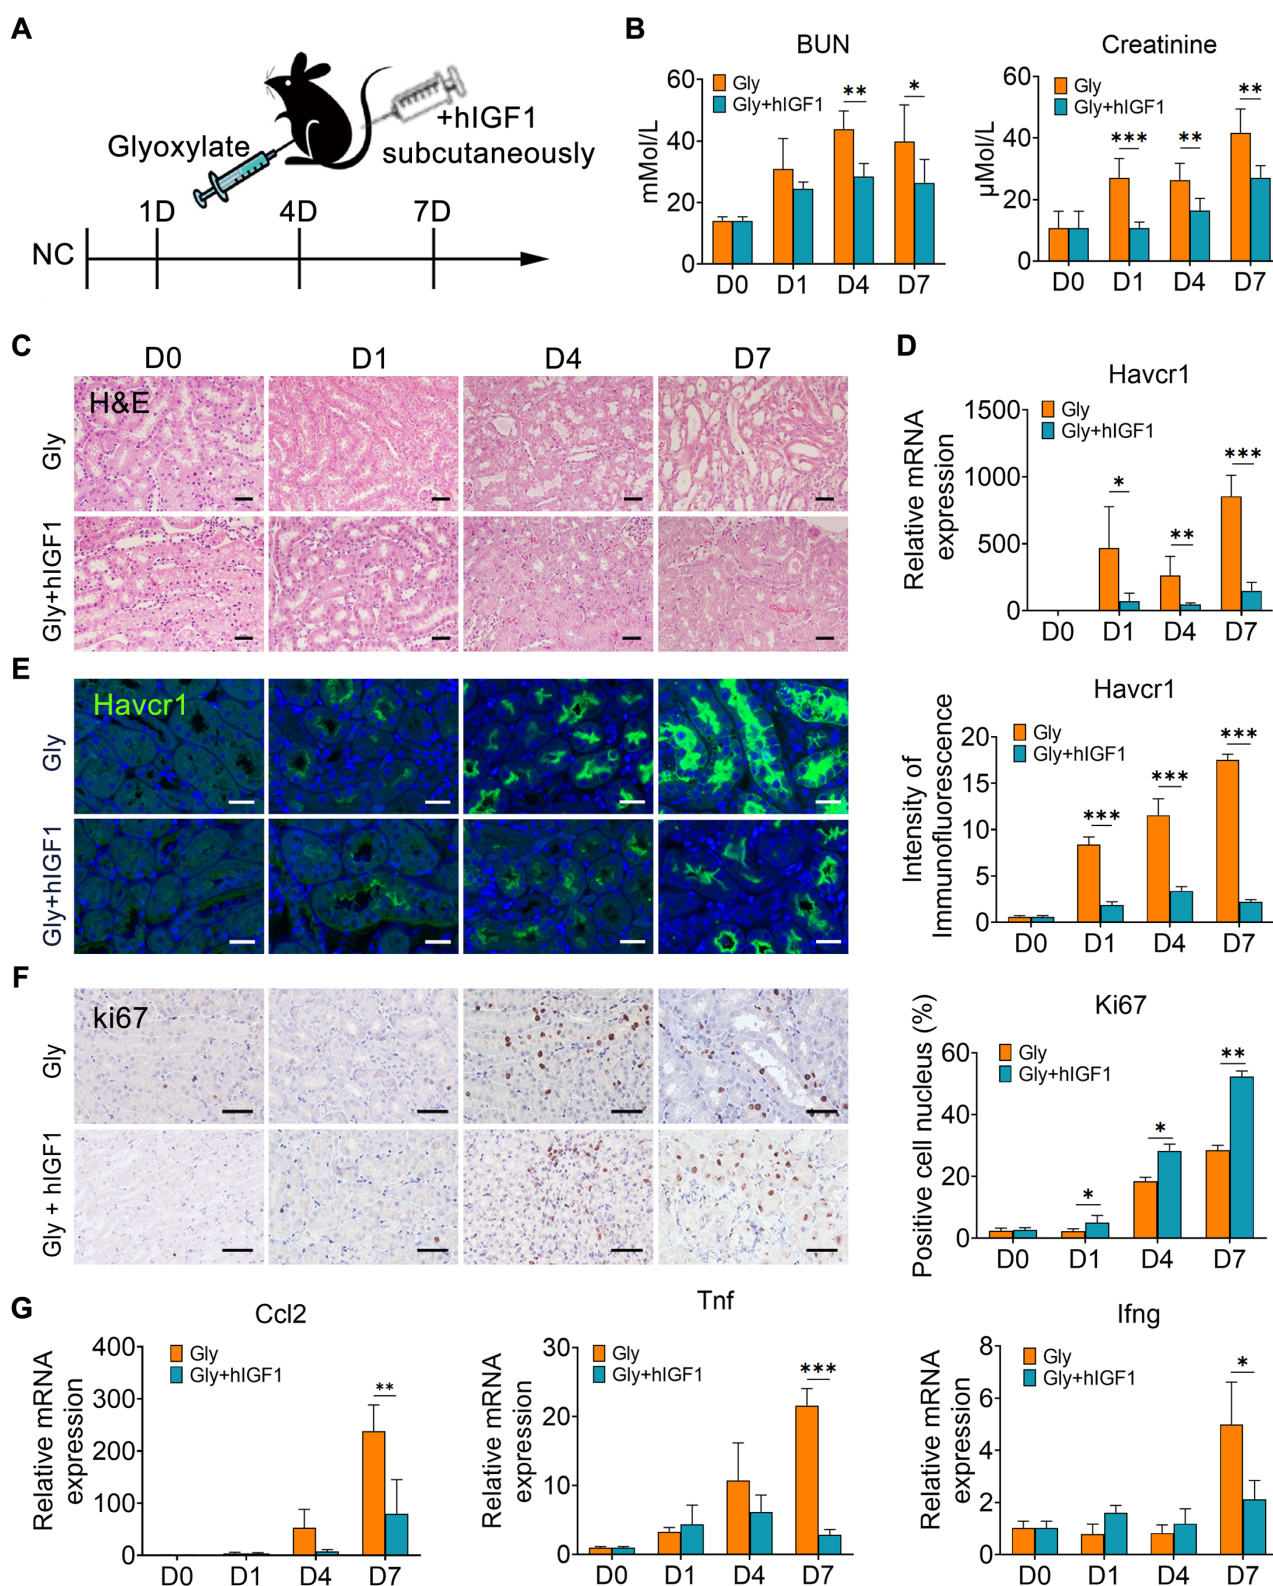 A
Glyoxylate
+hIGF1
subcutaneously
1D 4D 7D
NC
B
BUN
mMol/L
60
40
20
0
Gly
Gly+hIGF1
** *
D0 D1 D4 D7
Creatinine
µMol/L
60
40
20
0
Gly
Gly+hIGF1
*** ** **
D0 D1 D4 D7
C
D0 D1 D4 D7
H&E
Gly
Gly+hIGF1
D
Havcr1
Relative mRNA
expression
1500
1000
500
0
Gly
Gly+hIGF1
* ** ***
D0 D1 D4 D7
E
Havcr1
Gly
Gly+hIGF1
Havcr1
Intensity of
Immunofluorescence
20
15
10
5
0
Gly
Gly+hIGF1
*** *** ***
D0 D1 D4 D7
F
ki67
Gly
Gly + hIGF1
Ki67
Positive cell nucleus (%)
60
40
20
0
Gly
Gly+hIGF1
* * **
D0 D1 D4 D7
G
Ccl2
Relative mRNA
expression
400
300
200
100
0
Gly
Gly+hIGF1
**
D0 D1 D4 D7
Tnf
Relative mRNA
expression
30
20
10
0
Gly
Gly+hIGF1
***
D0 D1 D4 D7
Ifng
Relative mRNA
expression
8
6
4
2
0
Gly
Gly+hIGF1
*
D0 D1 D4 D7